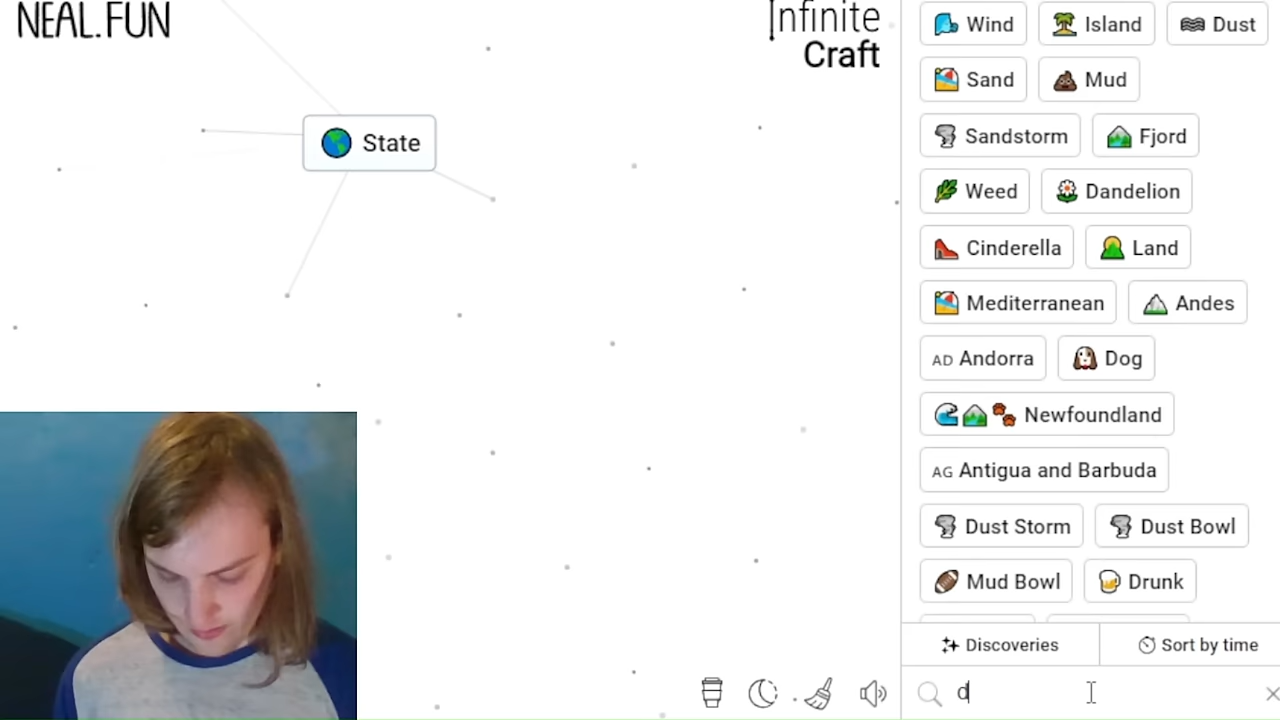 NEAL.FUN
Infinite
Craft
State
Wind
Island
Dust
Sand
Mud
Sandstorm
Fjord
Weed
Dandelion
Cinderella
Land
Mediterranean
Andes
AD Andorra
Dog
Newfoundland
AG Antigua and Barbuda
Dust Storm
Dust Bowl
Mud Bowl
Drunk
Discoveries
Sort by time
d